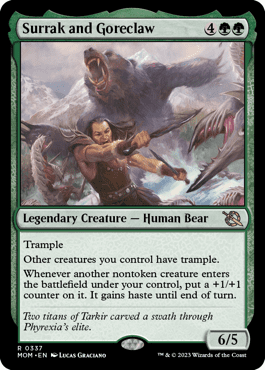 Surrak and Goreclaw 4
Legendary Creature — Human Bear
Trample
Other creatures you control have trample.
Whenever another nontoken creature enters
the battlefield under your control, put a +1/+1
counter on it. It gains haste until end of turn.
Two titans of Tarkir carved a swath through
Phyrexia's elite.
6/5
R 0337
MOM • EN LUCAS GRACIANO
™ & © 2023 Wizards of the Coast